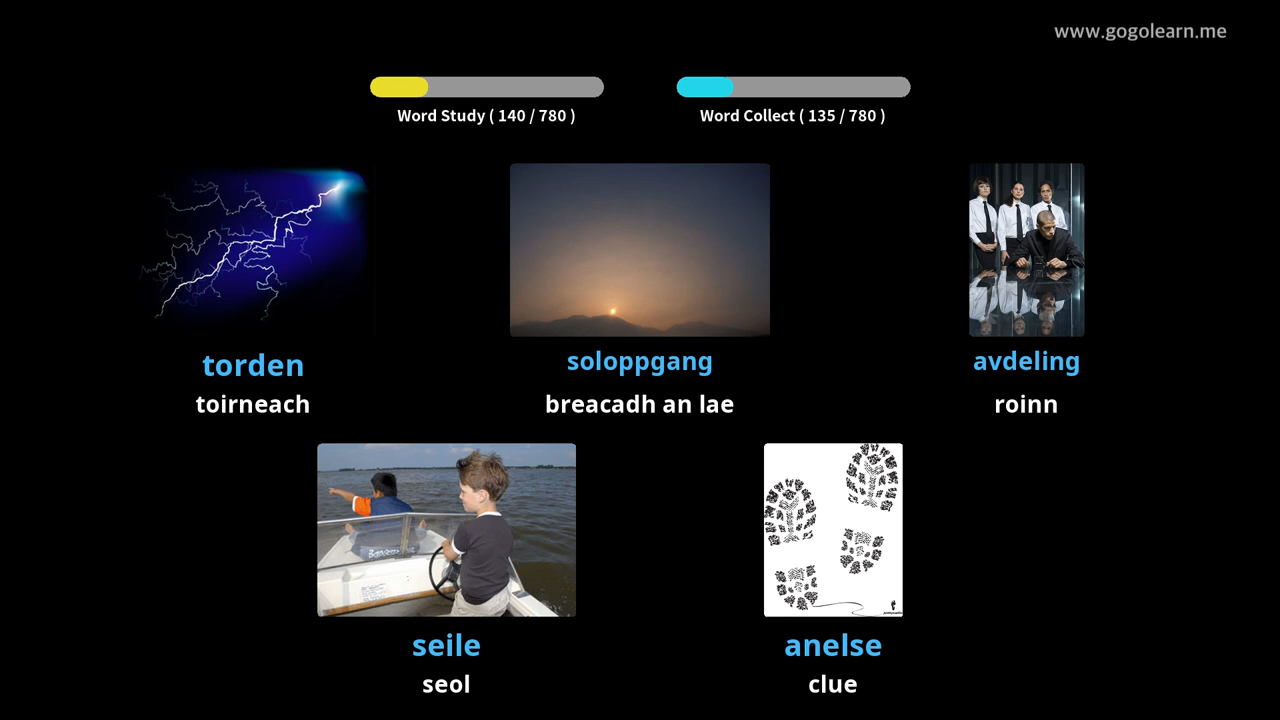 www.gogolearn.me
Word Study ( 140 / 780 )
Word Collect ( 135 / 780 )
torden
toirneach
soloppgang
breacadh an lae
avdeling
roinn
seile
seol
anelse
clue